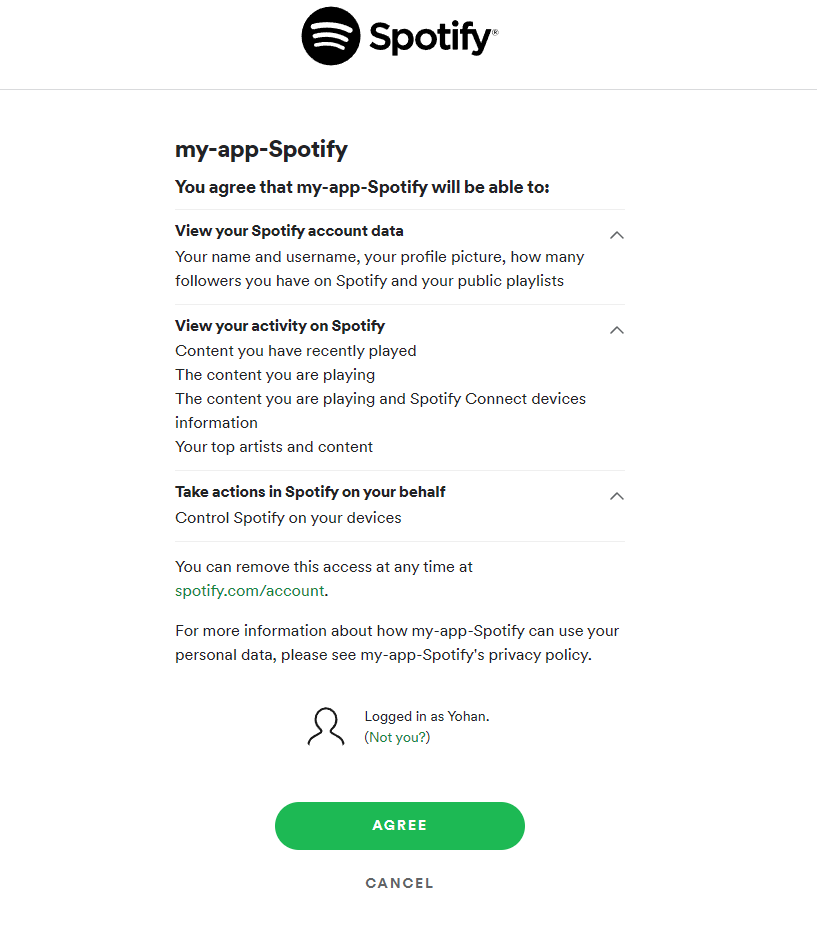 Spotify®
my-app-Spotify
You agree that my-app-Spotify will be able to:
View your Spotify account data
Your name and username, your profile picture, how many
followers you have on Spotify and your public playlists
View your activity on Spotify
Content you have recently played
The content you are playing
The content you are playing and Spotify Connect devices
information
Your top artists and content
Take actions in Spotify on your behalf
Control Spotify on your devices
You can remove this access at any time at
spotify.com/account.
For more information about how my-app-Spotify can use your
personal data, please see my-app-Spotify's privacy policy.
Logged in as Yohan.
(Not you?)
AGREE
CANCEL